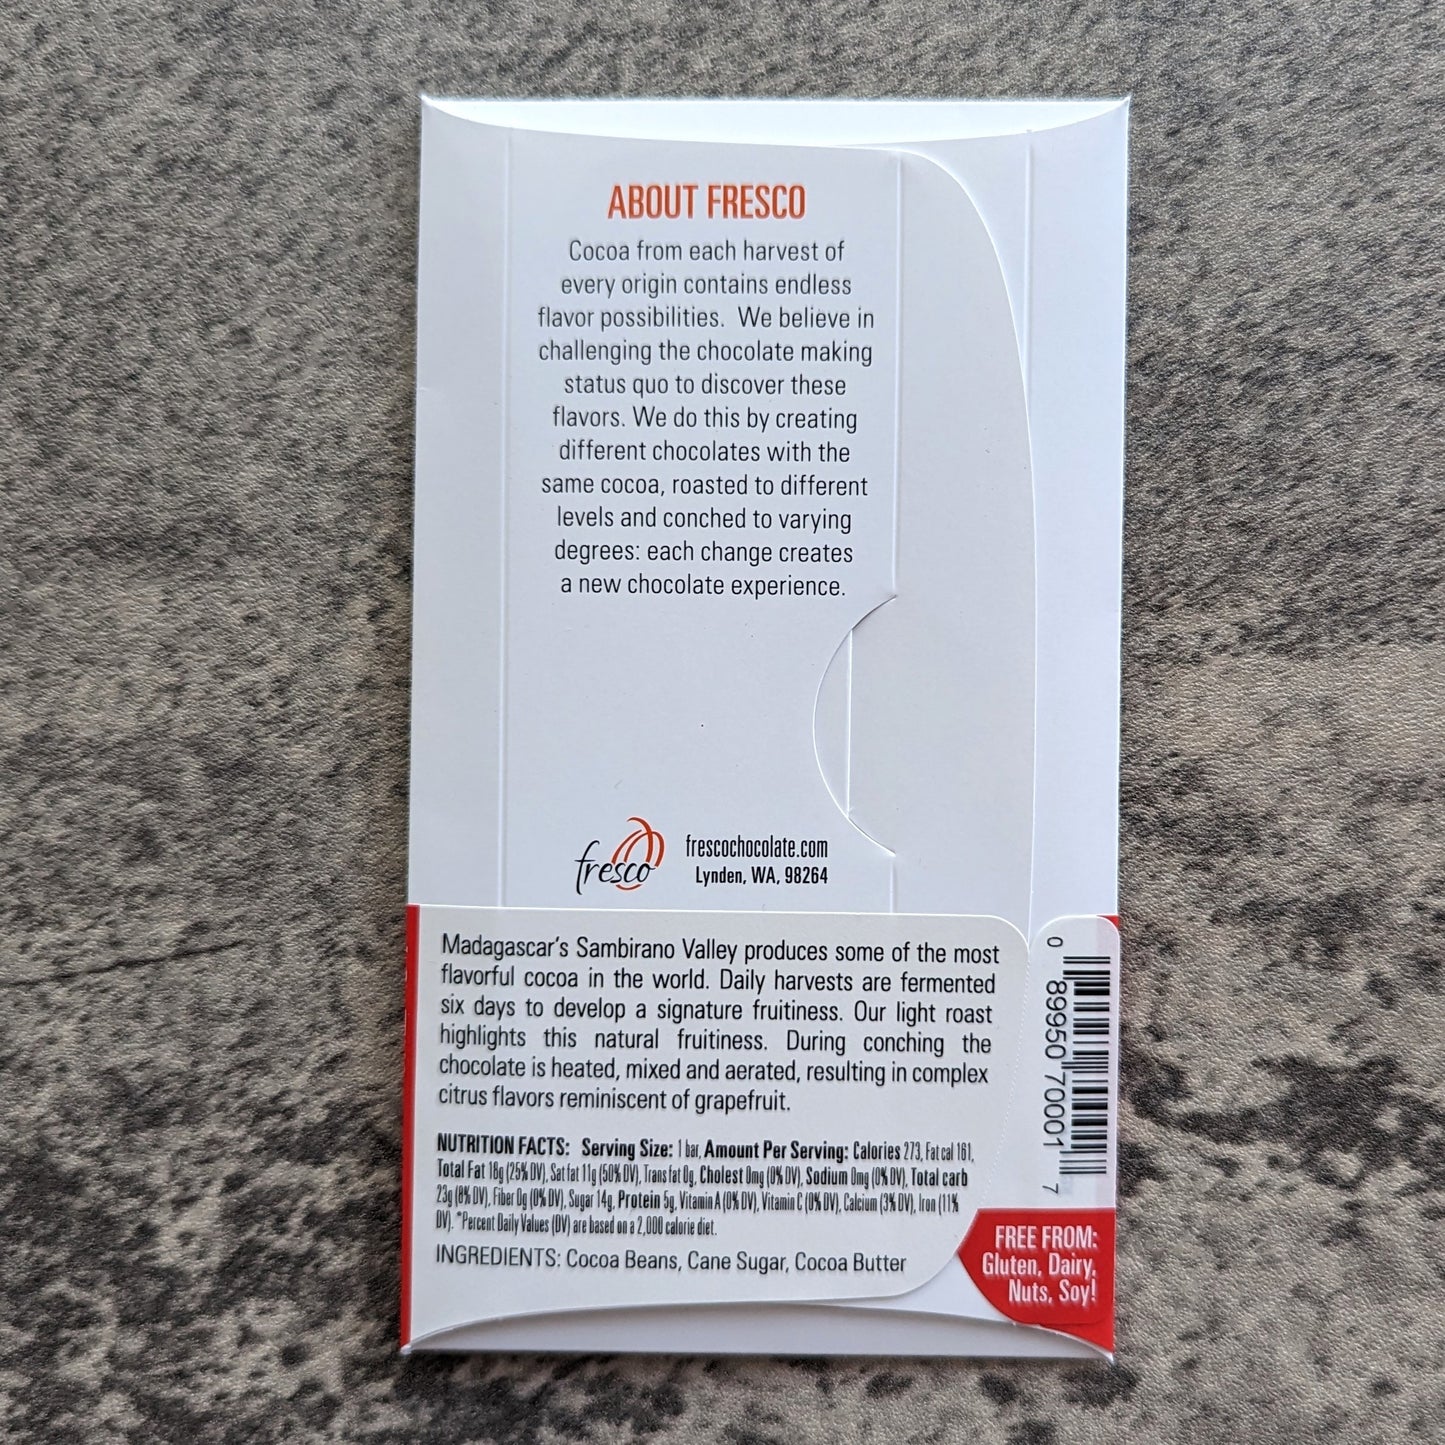 ABOUT FRESCO
Cocoa from each harvest of
every origin contains endless
flavor possibilities.  We believe in
challenging the chocolate making
status quo to discover these
flavors. We do this by creating
different chocolates with the
same cocoa, roasted to different
levels and conched to varying
degrees: each change creates
a new chocolate experience.
fresco
frescochocolate.com
Lynden, WA, 98264
Madagascar's Sambirano Valley produces some of the most
flavorful cocoa in the world. Daily harvests are fermented
six days to develop a signature fruitiness. Our light roast
highlights this natural fruitiness. During conching the
chocolate is heated, mixed and aerated, resulting in complex
citrus flavors reminiscent of grapefruit.
NUTRITION FACTS: Serving Size: 1 bar, Amount Per Serving: Calories 273, Fat cal 161,
Total Fat 18g (25% DV), Sat fat 11g (50% DV), Trans fat 0g, Cholest 0mg (0% DV), Sodium 0mg (0% DV), Total carb
23g (8% DV), Fiber 0g (0% DV), Sugar 14g, Protein 5g, Vitamin A (0% DV), Vitamin C (0% DV), Calcium (3% DV), Iron (11%
DV). *Percent Daily Values (DV) are based on a 2,000 calorie diet.
INGREDIENTS: Cocoa Beans, Cane Sugar, Cocoa Butter
0 89950 70001 7
FREE FROM:
Gluten, Dairy,
Nuts, Soy!